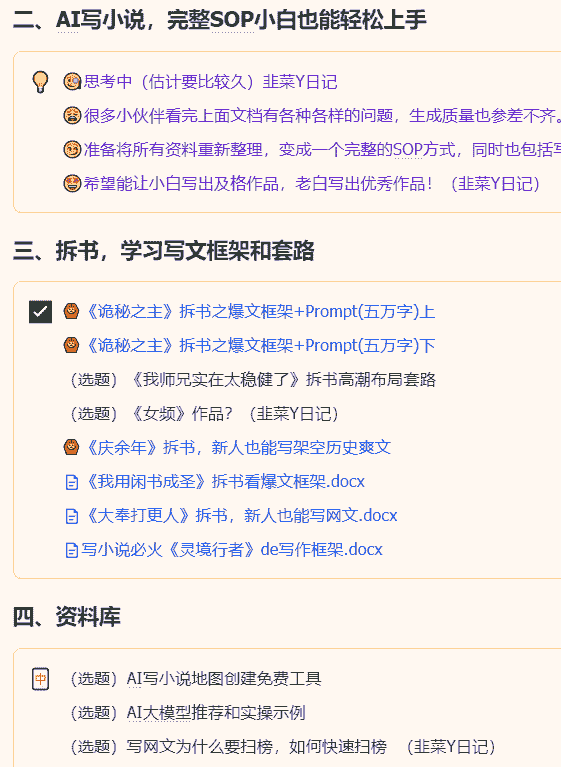 二、AI写小说，完整SOP小白也能轻松上手
思考中（估计要比较久）韭菜Y日记
很多小伙伴看完上面文档有各种各样的问题，生成质量也参差不齐。
准备将所有资料重新整理，变成一个完整的SOP方式，同时也包括写
希望能让小白写出及格作品，老白写出优秀作品！（韭菜Y日记）
三、拆书，学习写文框架和套路
《诡秘之主》拆书之爆文框架+Prompt(五万字)上
《诡秘之主》拆书之爆文框架+Prompt(五万字)下
（选题）《我师兄实在太稳健了》拆书高潮布局套路
（选题）《女频》作品？（韭菜Y日记）
《庆余年》拆书，新人也能写架空历史爽文
《我用闲书成圣》拆书看爆文框架.docx
《大奉打更人》拆书，新人也能写网文.docx
写小说必火《灵境行者》de写作框架.docx
四、资料库
中
（选题）AI写小说地图创建免费工具
（选题）AI大模型推荐和实操示例
（选题）写网文为什么要扫榜，如何快速扫榜 （韭菜Y日记）